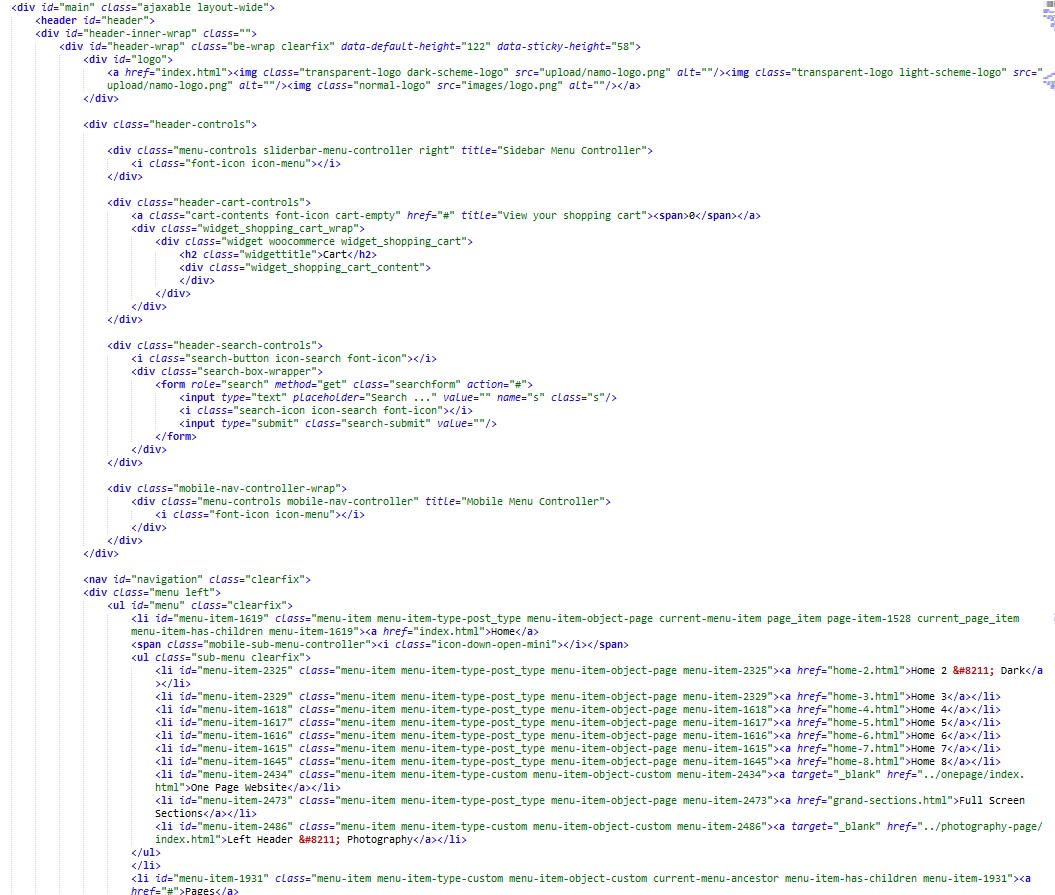 <div id="main" class="ajaxable layout-wide">
<header id="header">
<div id="header-inner-wrap" class="">
<div id="header-wrap" class="be-wrap clearfix" data-default-height="122" data-sticky-height="58">
<div id="logo">
<a href="index.html"><img class="transparent-logo dark-scheme-logo" src="upload/namo-logo.png" alt=""/><img class="transparent-logo light-scheme-logo" src="
upload/namo-logo.png" alt=""/><img class="normal-logo" src="images/logo.png" alt=""/></a>
</div>
<div class="header-controls">
<div class="menu-controls sliderbar-menu-controller right" title="Sidebar Menu Controller">
<i class="font-icon icon-menu"></i>
</div>
<div class="header-cart-controls">
<a class="cart-contents font-icon cart-empty" href="#" title="View your shopping cart"><span>0</span></a>
<div class="widget_shopping_cart_wrap">
<div class="widget woocommerce widget_shopping_cart">
<h2 class="widgettitle">Cart</h2>
<div class="widget_shopping_cart_content">
</div>
</div>
</div>
</div>
<div class="header-search-controls">
<i class="search-button icon-search font-icon"></i>
<div class="search-box-wrapper">
<form role="search" method="get" class="searchform" action="#">
<input type="text" placeholder="Search ..." value="" name="s" class="s"/>
<i class="search-icon icon-search font-icon"></i>
<input type="submit" class="search-submit" value=""/>
</form>
</div>
</div>
<div class="mobile-nav-controller-wrap">
<div class="menu-controls mobile-nav-controller" title="Mobile Menu Controller">
<i class="font-icon icon-menu"></i>
</div>
</div>
</div>
<nav id="navigation" class="clearfix">
<div class="menu left">
<ul id="menu" class="clearfix">
<li id="menu-item-1619" class="menu-item menu-item-type-post_type menu-item-object-page current-menu-item page_item page-item-1528 current_page_item
menu-item-has-children menu-item-1619"><a href="index.html">Home</a>
<span class="mobile-sub-menu-controller"><i class="icon-down-open-mini"></i></span>
<ul class="sub-menu clearfix">
<li id="menu-item-2325" class="menu-item menu-item-type-post_type menu-item-object-page menu-item-2325"><a href="home-2.html">Home 2 &#8211; Dark</a
></li>
<li id="menu-item-2329" class="menu-item menu-item-type-post_type menu-item-object-page menu-item-2329"><a href="home-3.html">Home 3</a></li>
<li id="menu-item-1618" class="menu-item menu-item-type-post_type menu-item-object-page menu-item-1618"><a href="home-4.html">Home 4</a></li>
<li id="menu-item-1617" class="menu-item menu-item-type-post_type menu-item-object-page menu-item-1617"><a href="home-5.html">Home 5</a></li>
<li id="menu-item-1616" class="menu-item menu-item-type-post_type menu-item-object-page menu-item-1616"><a href="home-6.html">Home 6</a></li>
<li id="menu-item-1615" class="menu-item menu-item-type-post_type menu-item-object-page menu-item-1615"><a href="home-7.html">Home 7</a></li>
<li id="menu-item-1645" class="menu-item menu-item-type-post_type menu-item-object-page menu-item-1645"><a href="home-8.html">Home 8</a></li>
<li id="menu-item-2434" class="menu-item menu-item-type-custom menu-item-object-custom menu-item-2434"><a target="_blank" href="../onepage/index.
html">One Page Website</a></li>
<li id="menu-item-2473" class="menu-item menu-item-type-post_type menu-item-object-page menu-item-2473"><a href="grand-sections.html">Full Screen
Sections</a></li>
<li id="menu-item-2486" class="menu-item menu-item-type-custom menu-item-object-custom menu-item-2486"><a target="_blank" href="../photography-page/
index.html">Left Header &#8211; Photography</a></li>
</ul>
</li>
<li id="menu-item-1931" class="menu-item menu-item-type-custom menu-item-object-custom current-menu-ancestor menu-item-has-children menu-item-1931"><a
href="#">Pages</a>